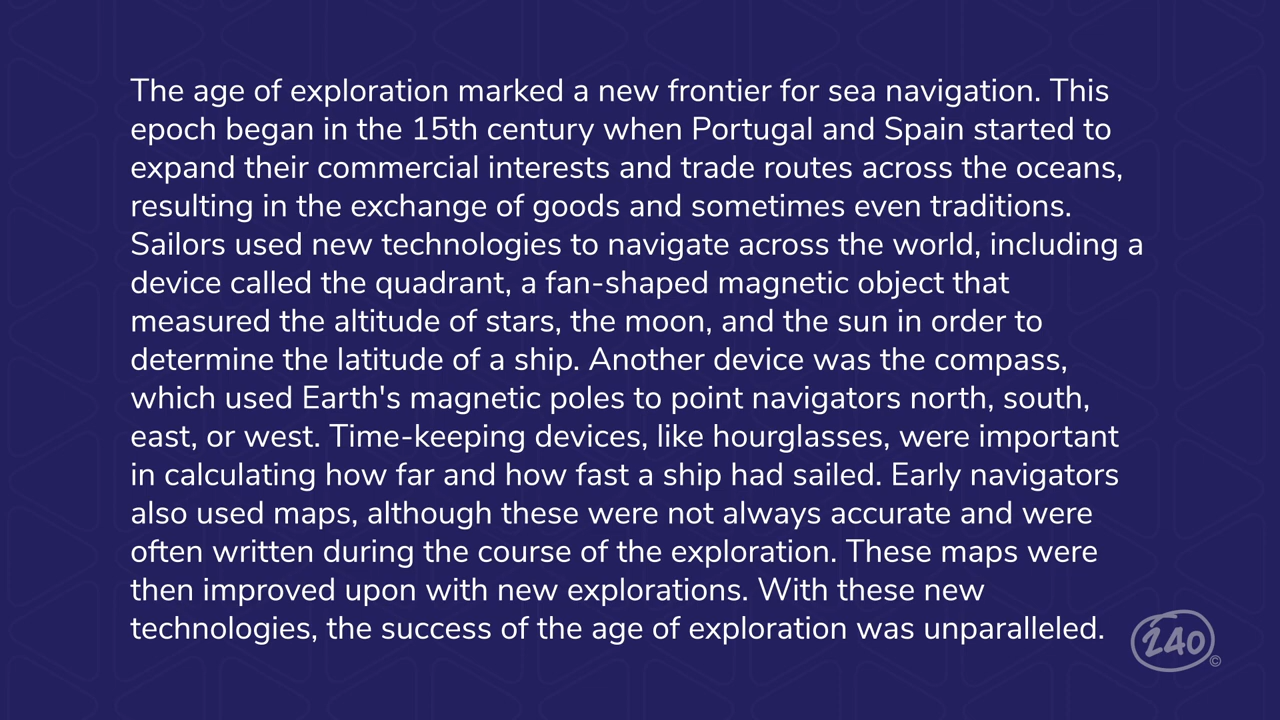 The age of exploration marked a new frontier for sea navigation. This
epoch began in the 15th century when Portugal and Spain started to
expand their commercial interests and trade routes across the oceans,
resulting in the exchange of goods and sometimes even traditions.
Sailors used new technologies to navigate across the world, including a
device called the quadrant, a fan-shaped magnetic object that
measured the altitude of stars, the moon, and the sun in order to
determine the latitude of a ship. Another device was the compass,
which used Earth's magnetic poles to point navigators north, south,
east, or west. Time-keeping devices, like hourglasses, were important
in calculating how far and how fast a ship had sailed. Early navigators
also used maps, although these were not always accurate and were
often written during the course of the exploration. These maps were
then improved upon with new explorations. With these new
technologies, the success of the age of exploration was unparalleled.
240 ©